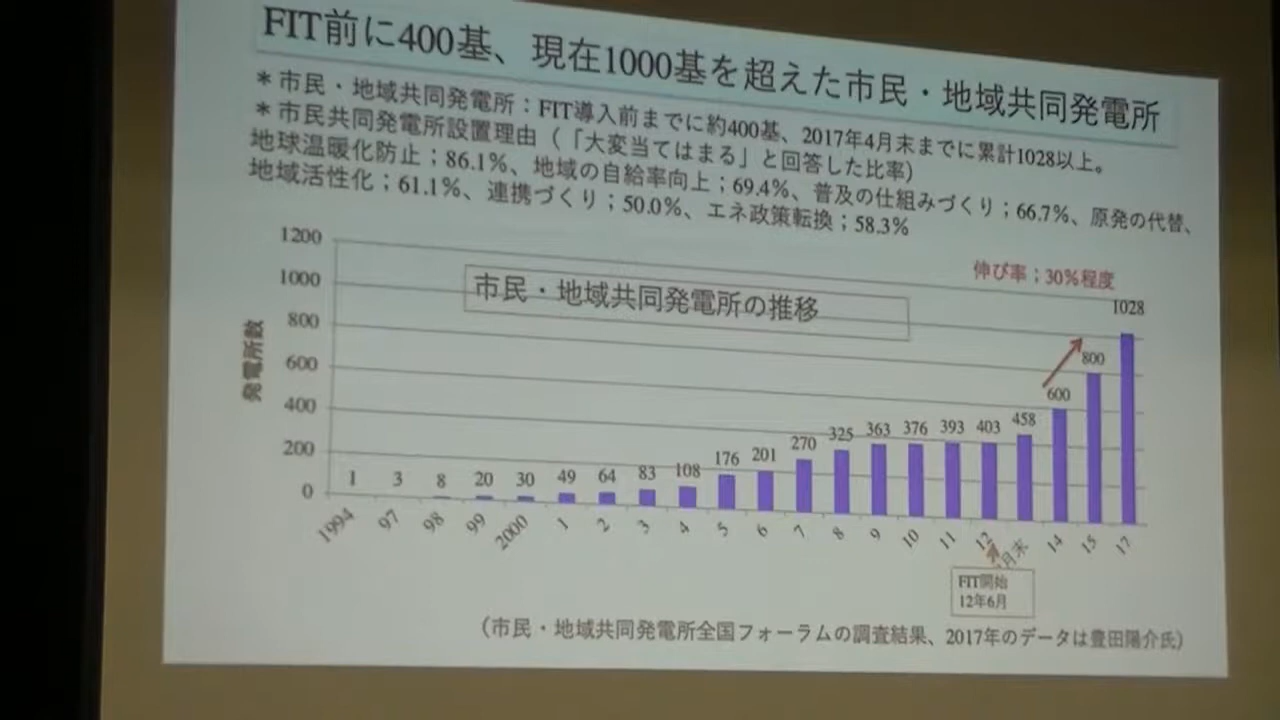 FIT前に400基、現在1000基を超えた市民・地域共同発電所
＊市民・地域共同発電所：FIT導入前までに約400基、2017年4月末までに累計1028以上。
＊市民共同発電所設置理由（「大変当てはまる」と回答した比率)
地球温暖化防止；86.1%、地域の自給率向上；69.4%、普及の仕組みづくり；66.7%、原発の代替、
地域活性化；61.1%、連携づくり；50.0%、エネ政策転換；58.3%
伸び率；30%程度
市民・地域共同発電所の推移
発電所数
1200
1000
800
600
400
200
0
1 3 8 20 30 49 64 83 108 176 201 270 325 363 376 393 403 458 600 800 1028
1994 97 98 99 2000 1 2 3 4 5 6 7 8 9 10 11 12 月末 14 15 17
FIT開始
12年6月
（市民・地域共同発電所全国フォーラムの調査結果、2017年のデータは豊田陽介氏）